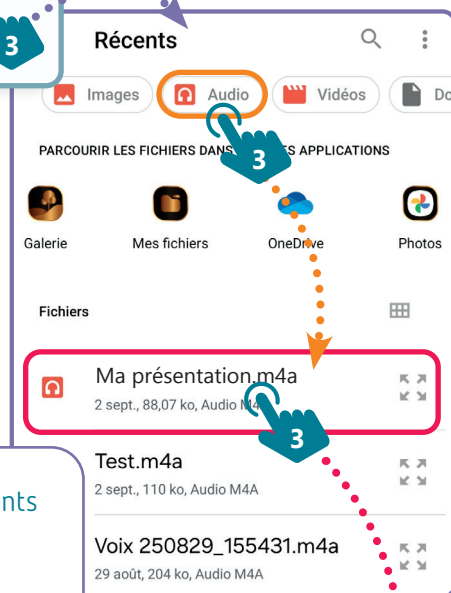 3
Récents
Images
Audio
Vidéos
Do
PARCOURIR LES FICHIERS DANS ES APPLICATIONS
3
Galerie
Mes fichiers
OneDrive
Photos
Fichiers
Ma présentation.m4a
2 sept., 88,07 ko, Audio M4A
3
Test.m4a
2 sept., 110 ko, Audio M4A
nts
Voix 250829_155431.m4a
29 août, 204 ko, Audio M4A